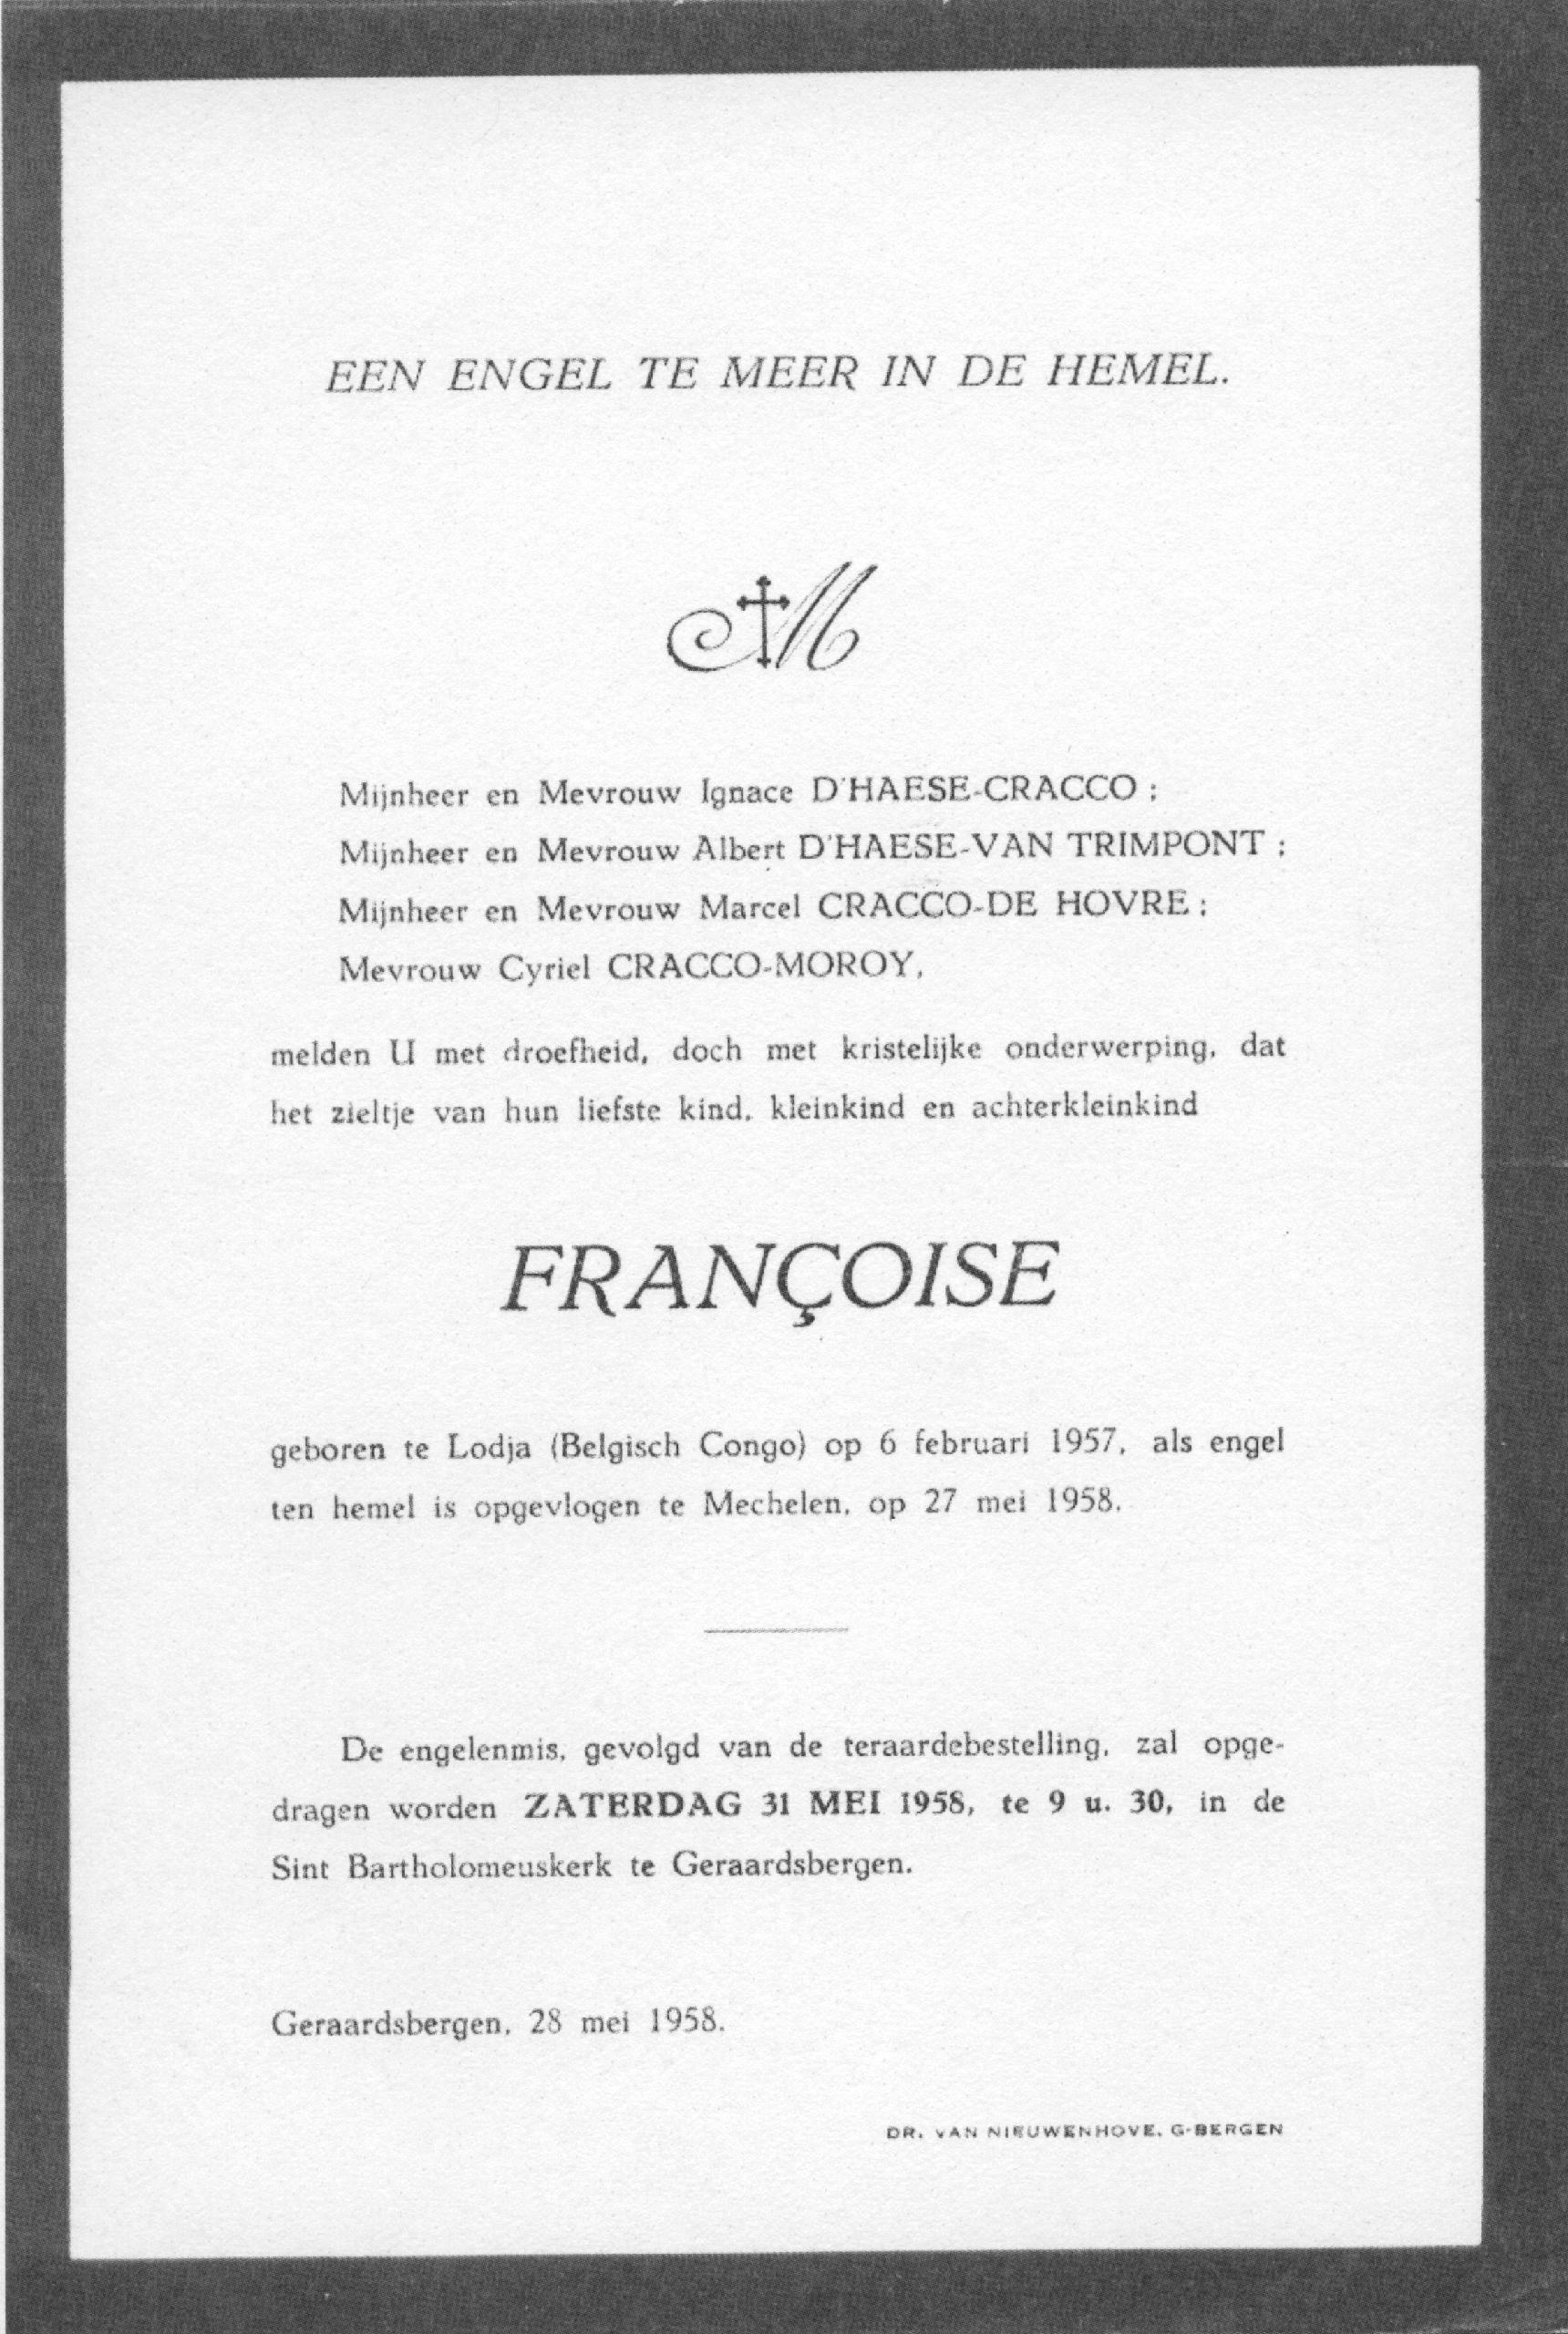 EEN ENGEL TE MEER IN DE HEMEL.
M
Mijnheer en Mevrouw Ignace D'HAESE-CRACCO ;
Mijnheer en Mevrouw Albert D'HAESE-VAN TRIMPONT ;
Mijnheer en Mevrouw Marcel CRACCO-DE HOVRE ;
Mevrouw Cyriel CRACCO-MOROY,
melden U met droefheid, doch met kristelijke onderwerping, dat
het zieltje van hun liefste kind, kleinkind en achterkleinkind
FRANÇOISE
geboren te Lodja (Belgisch Congo) op 6 februari 1957, als engel
ten hemel is opgevlogen te Mechelen, op 27 mei 1958.
De engelenmis, gevolgd van de teraardebestelling, zal opge-
dragen worden ZATERDAG 31 MEI 1958, te 9 u. 30, in de
Sint Bartholomeuskerk te Geraardsbergen.
Geraardsbergen, 28 mei 1958.
DR. VAN NIEUWENHOVE, G-BERGEN